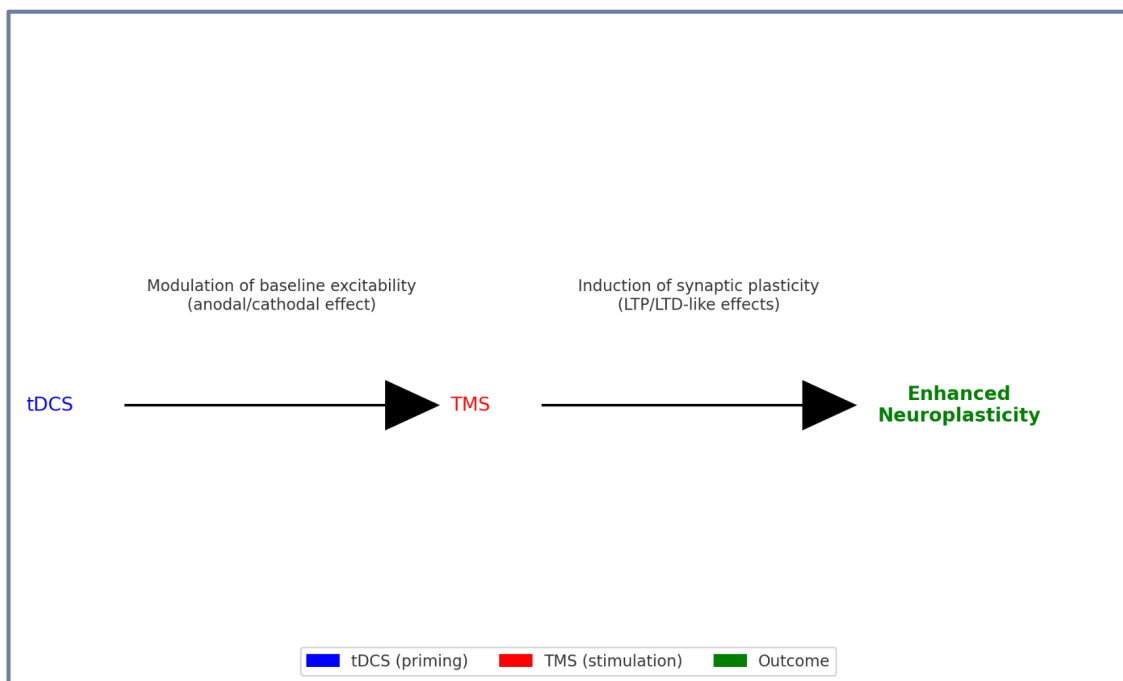 Modulation of baseline excitability
(anodal/cathodal effect)
Induction of synaptic plasticity
(LTP/LTD-like effects)
tDCS
TMS
Enhanced
Neuroplasticity
tDCS (priming)
TMS (stimulation)
Outcome